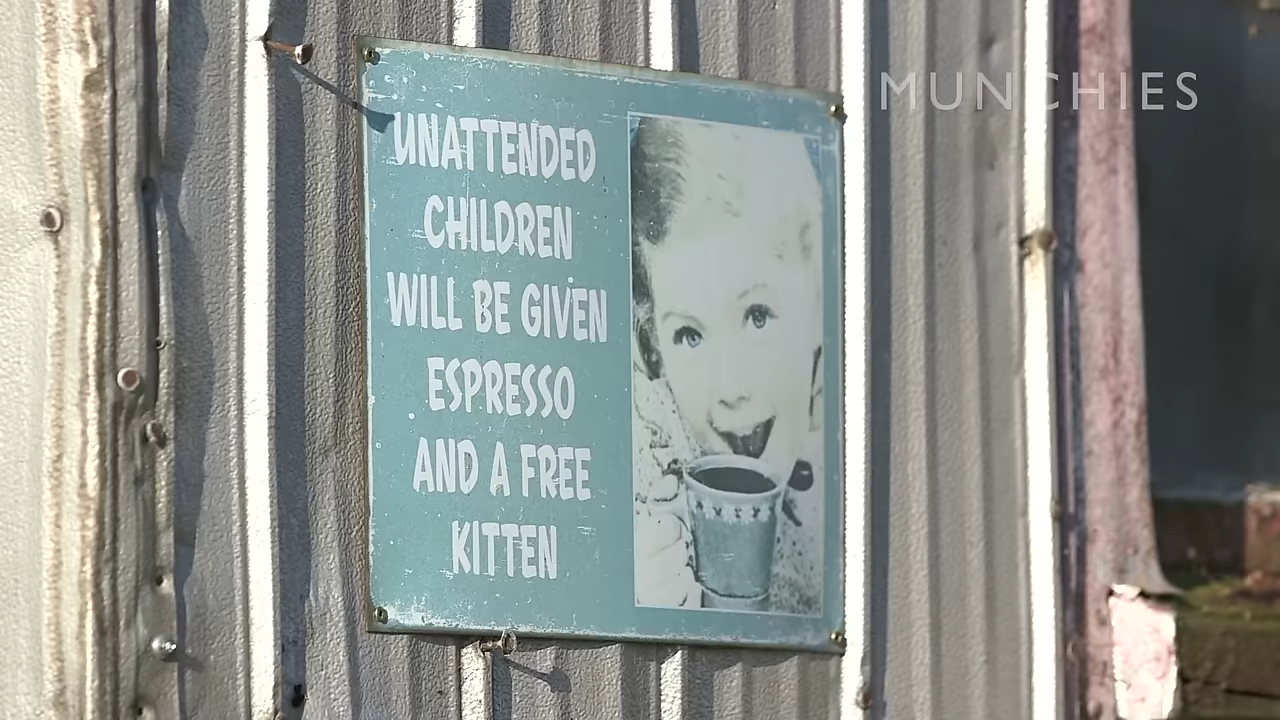 MUNCHIES
UNATTENDED
CHILDREN
WILL BE GIVEN
ESPRESSO
AND A FREE
KITTEN